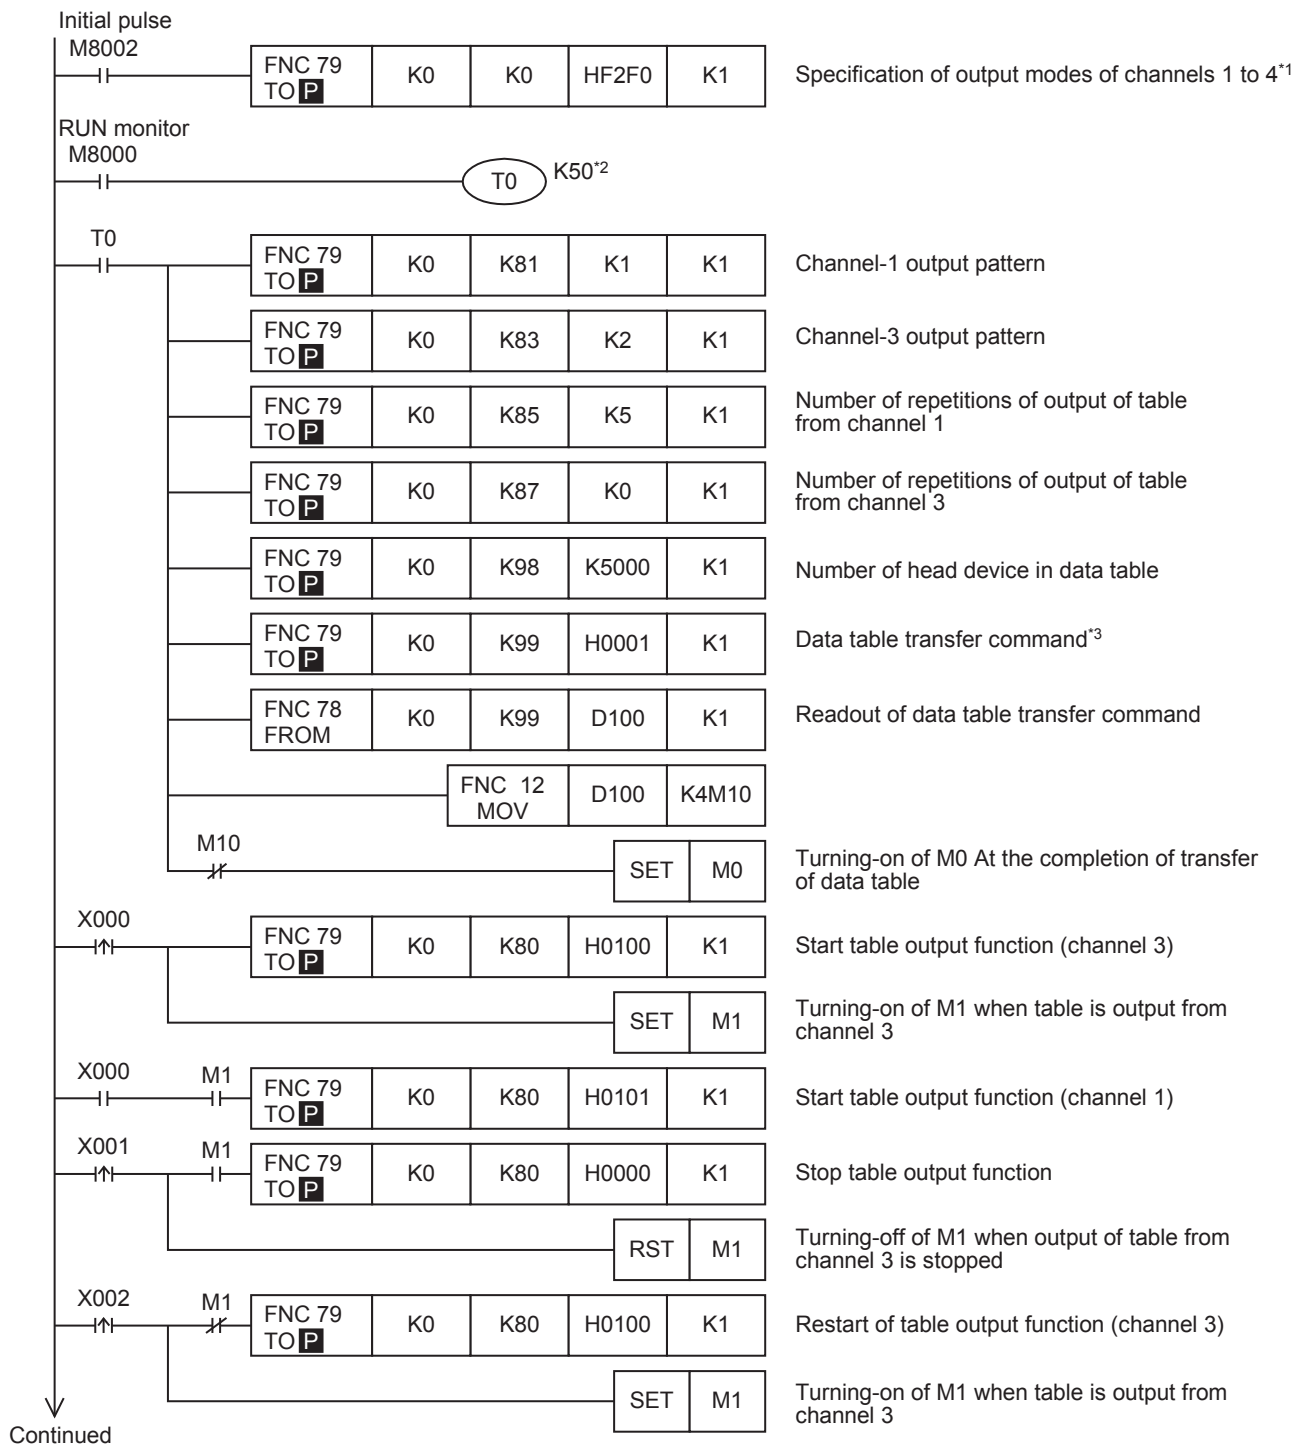 Initial pulse
M8002
FNC 79
TO P K0 K0 HF2F0 K1 Specification of output modes of channels 1 to 4*1
RUN monitor
M8000
T0 K50*2
T0
FNC 79
TO P K0 K81 K1 K1 Channel-1 output pattern
FNC 79
TO P K0 K83 K2 K1 Channel-3 output pattern
FNC 79
TO P K0 K85 K5 K1 Number of repetitions of output of table
from channel 1
FNC 79
TO P K0 K87 K0 K1 Number of repetitions of output of table
from channel 3
FNC 79
TO P K0 K98 K5000 K1 Number of head device in data table
FNC 79
TO P K0 K99 H0001 K1 Data table transfer command*3
FNC 78
FROM K0 K99 D100 K1 Readout of data table transfer command
FNC 12
MOV D100 K4M10
M10
SET M0 Turning-on of M0 At the completion of transfer
of data table
X000
FNC 79
TO P K0 K80 H0100 K1 Start table output function (channel 3)
SET M1 Turning-on of M1 when table is output from
channel 3
X000 M1
FNC 79
TO P K0 K80 H0101 K1 Start table output function (channel 1)
X001 M1
FNC 79
TO P K0 K80 H0000 K1 Stop table output function
RST M1 Turning-off of M1 when output of table from
channel 3 is stopped
X002 M1
FNC 79
TO P K0 K80 H0100 K1 Restart of table output function (channel 3)
SET M1 Turning-on of M1 when table is output from
channel 3
Continued